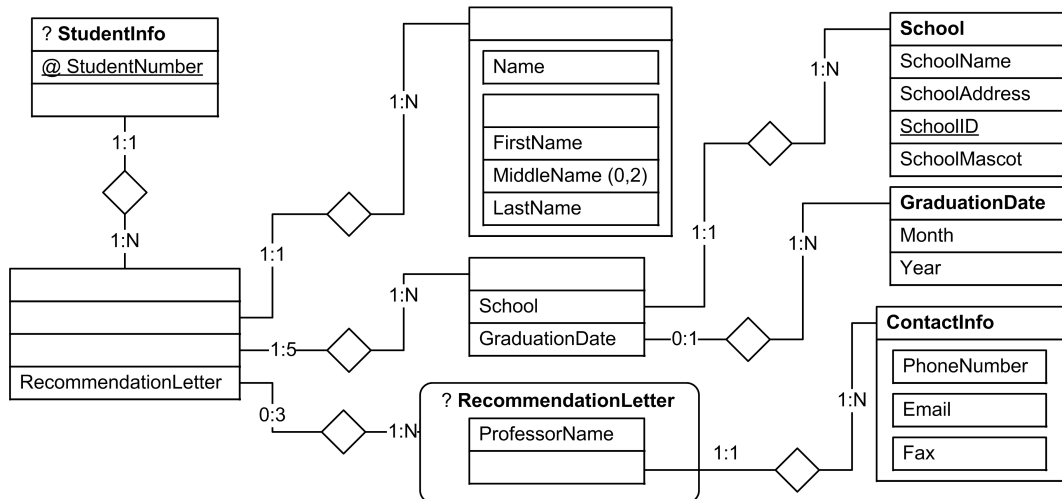 ? StudentInfo
@ StudentNumber
1:1
1:N
RecommendationLetter
1:1
1:N
1:5
1:N
0:3
1:N
Name
FirstName
MiddleName (0,2)
LastName
School
GraduationDate
? RecommendationLetter
ProfessorName
1:1
1:N
0:1
1:N
1:1
1:N
School
SchoolName
SchoolAddress
SchoolID
SchoolMascot
GraduationDate
Month
Year
ContactInfo
PhoneNumber
Email
Fax